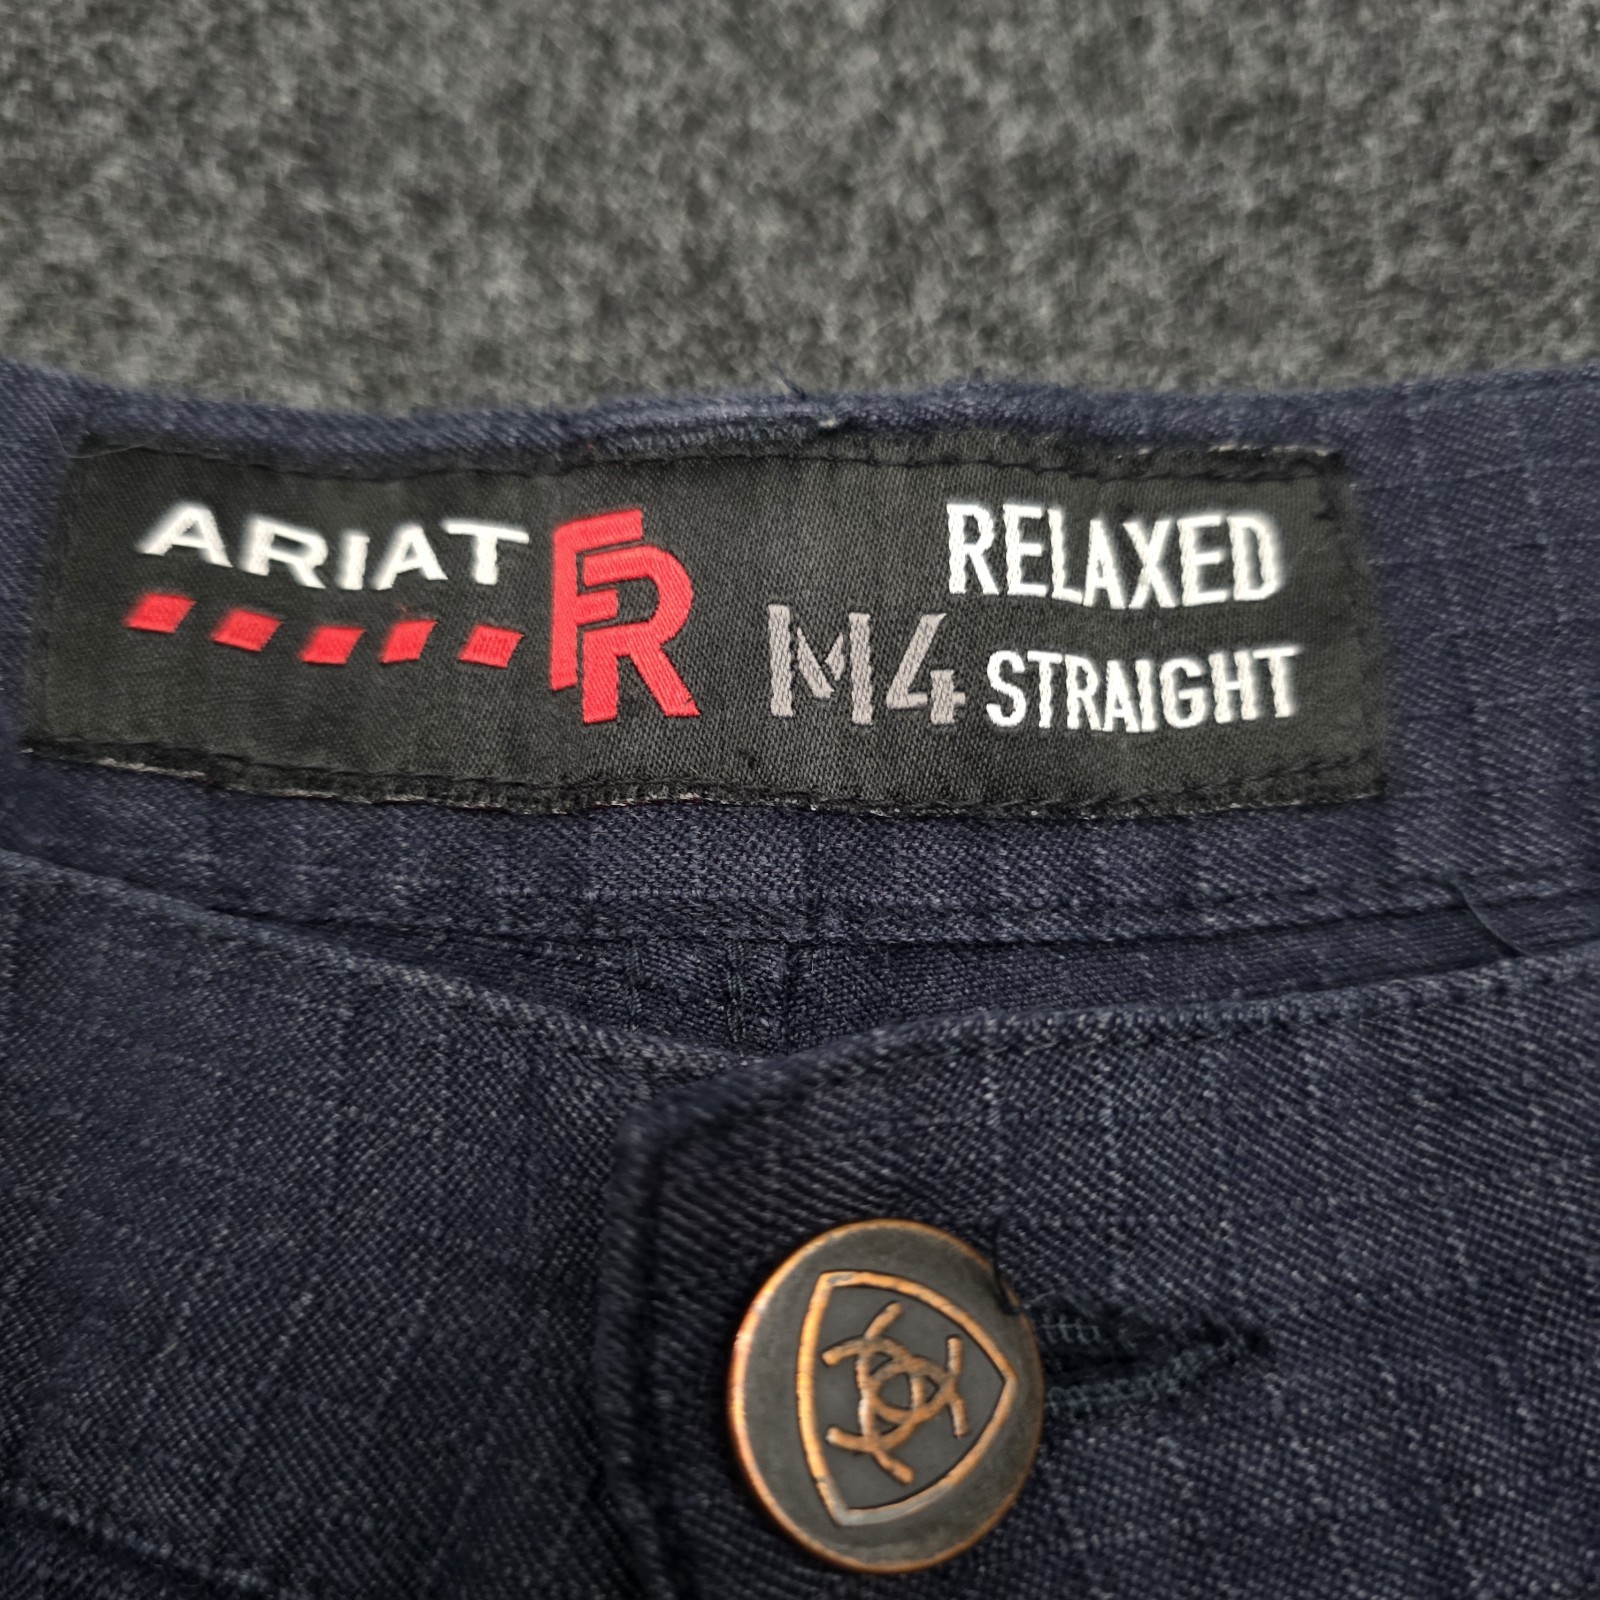 ARIAT FR
M4 RELAXED
STRAIGHT